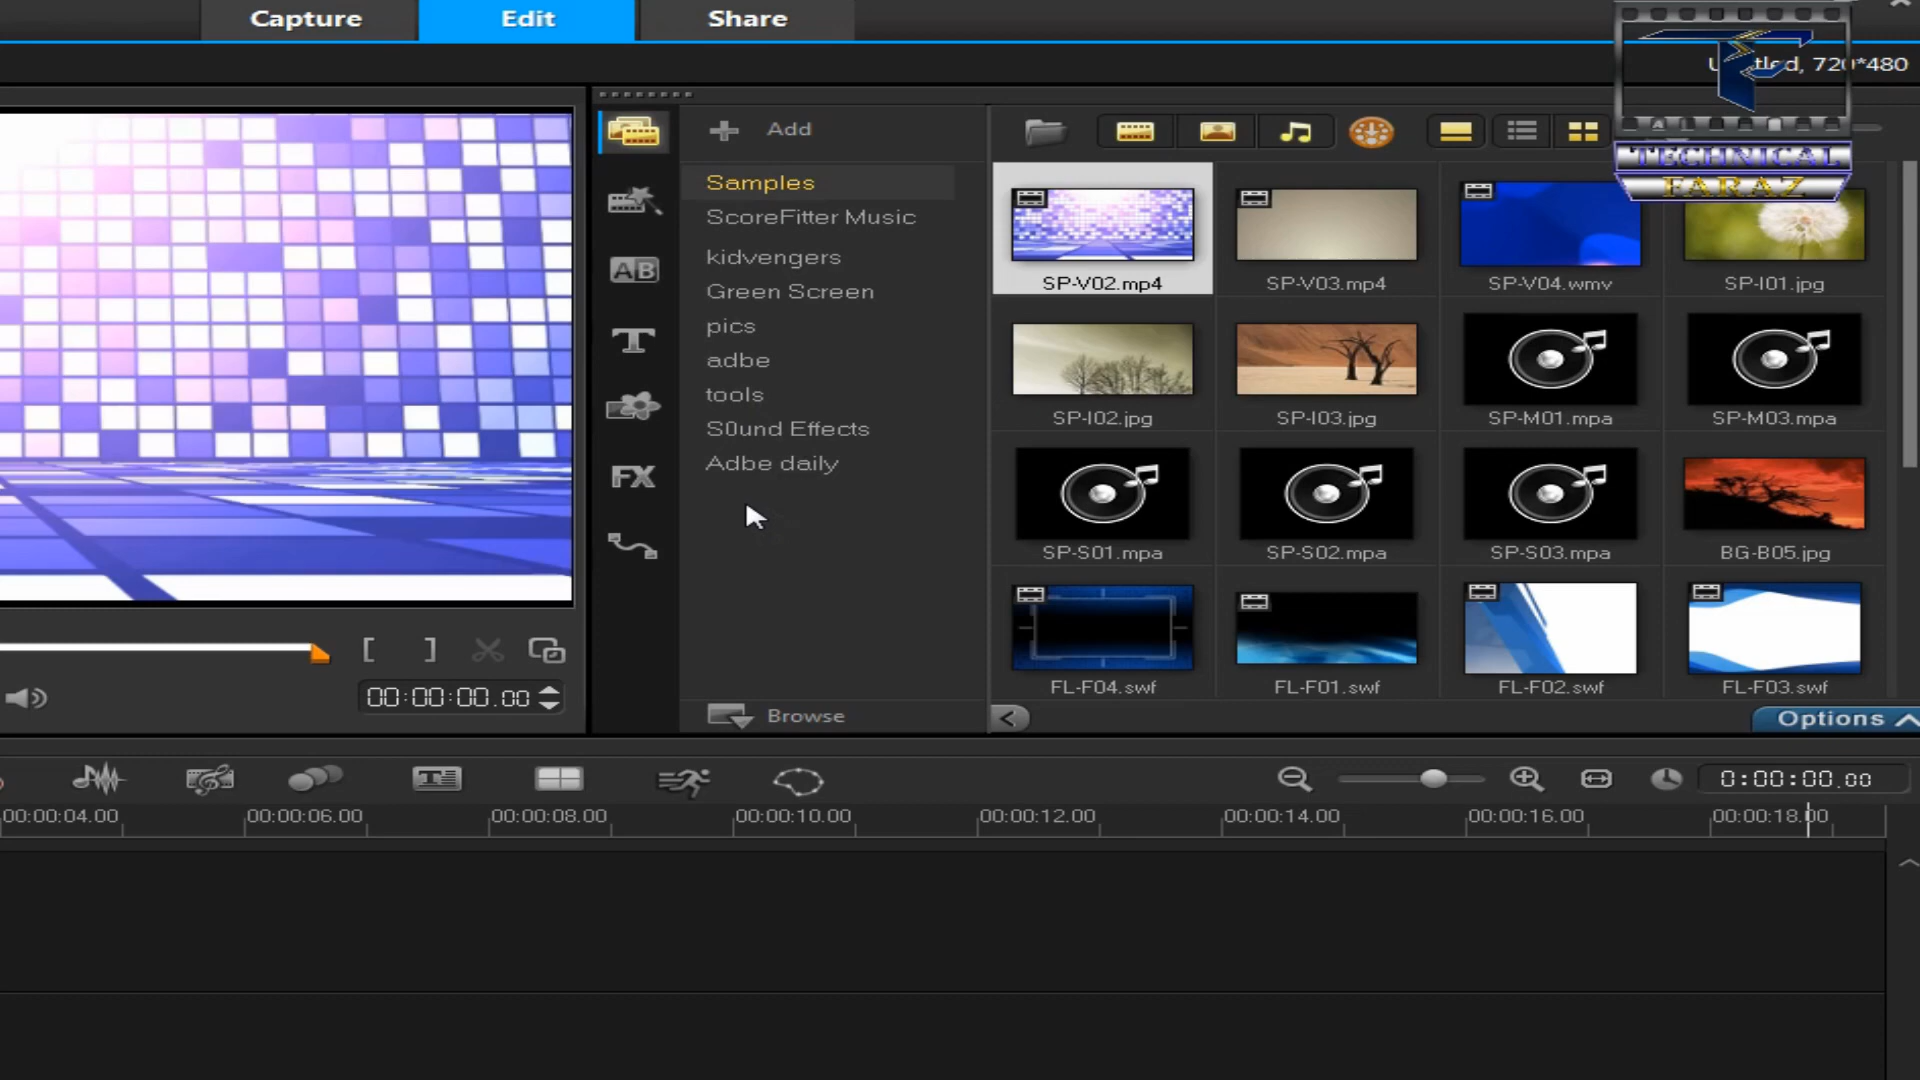 Capture
Edit
Share
720*480
Add
Samples
ScoreFitter Music
kidvengers
Green Screen
pics
adbe
tools
S0und Effects
Adbe daily
Browse
SP-V02.mp4
SP-V03.mp4
SP-V04.wmv
SP-I01.jpg
SP-I02.jpg
SP-I03.jpg
SP-M01.mpa
SP-M03.mpa
SP-S01.mpa
SP-S02.mpa
SP-S03.mpa
BG-B05.jpg
FL-F04.swf
FL-F01.swf
FL-F02.swf
FL-F03.swf
TECHNICAL
FARAZ
AB
T
FX
Options
[ ]
00:00:00.00
0:00:00.00
00:00:04.00
00:00:06.00
00:00:08.00
00:00:10.00
00:00:12.00
00:00:14.00
00:00:16.00
00:00:18.00